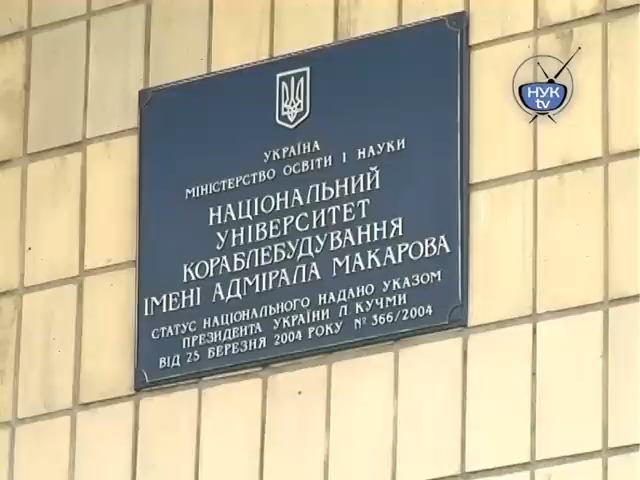 УКРАЇНА
МІНІСТЕРСТВО ОСВІТИ І НАУКИ
НАЦІОНАЛЬНИЙ
УНІВЕРСИТЕТ
КОРАБЛЕБУДУВАННЯ
ІМЕНІ АДМІРАЛА МАКАРОВА
СТАТУС НАЦІОНАЛЬНОГО НАДАНО УКАЗОМ
ПРЕЗИДЕНТА УКРАЇНИ Л. КУЧМИ
ВІД 25 БЕРЕЗНЯ 2004 РОКУ № 366/2004
НУК
tv